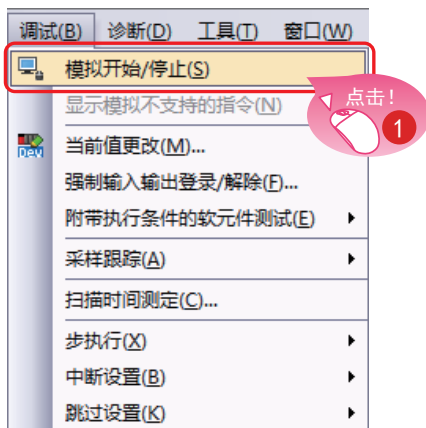 调试(B) 诊断(D) 工具(T) 窗口(W)
模拟开始/停止(S)
点击!
1
显示模拟不支持的指令(N)
Dev
当前值更改(M)...
强制输入输出登录/解除(F)...
附带执行条件的软元件测试(E)
采样跟踪(A)
扫描时间测定(C)...
步执行(X)
中断设置(B)
跳过设置(K)